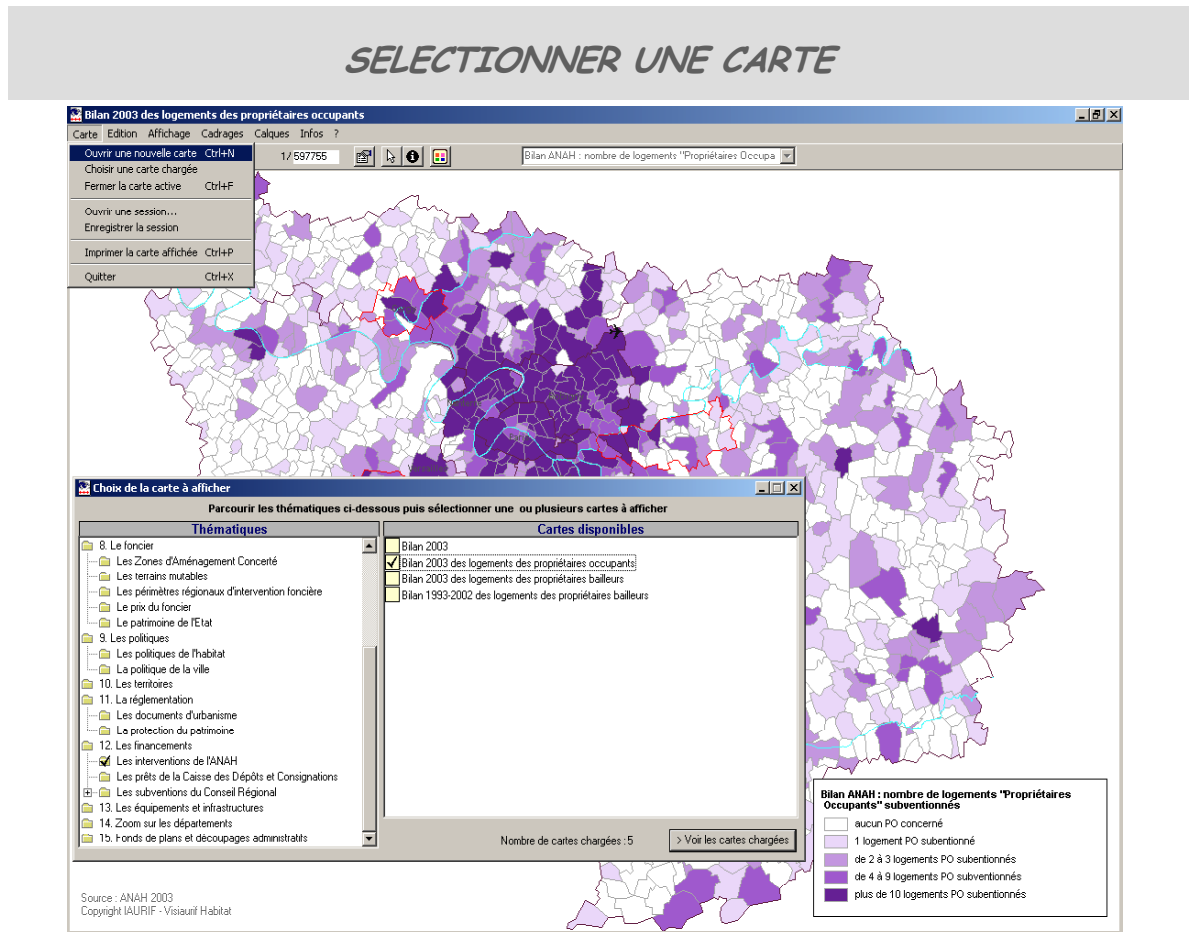 SELECTIONNER UNE CARTE
Bilan 2003 des logements des propriétaires occupants
Carte Edition Affichage Cadrages Calques Infos ?
Ouvrir une nouvelle carte Ctrl+N
Choisir une carte chargée
Fermer la carte active Ctrl+F
Ouvrir une session...
Enregistrer la session
Imprimer la carte affichée Ctrl+P
Quitter Ctrl+X
1/ 597755
Bilan ANAH : nombre de logements "Propriétaires Occupa
Choix de la carte à afficher
Parcourir les thématiques ci-dessous puis sélectionner une ou plusieurs cartes à afficher
Thématiques
8. Le foncier
Les Zones d'Aménagement Concerté
Les terrains mutables
Les périmètres régionaux d'intervention foncière
Le prix du foncier
Le patrimoine de l'Etat
9. Les politiques
Les politiques de l'habitat
La politique de la ville
10. Les territoires
11. La réglementation
Les documents d'urbanisme
La protection du patrimoine
12. Les financements
Les interventions de l'ANAH
Les prêts de la Caisse des Dépôts et Consignations
Les subventions du Conseil Régional
13. Les équipements et infrastructures
14. Zoom sur les départements
15. Fonds de plans et découpages administratifs
Cartes disponibles
Bilan 2003
Bilan 2003 des logements des propriétaires occupants
Bilan 2003 des logements des propriétaires bailleurs
Bilan 1993-2002 des logements des propriétaires bailleurs
Nombre de cartes chargées : 5
> Voir les cartes chargées
Bilan ANAH : nombre de logements "Propriétaires
Occupants" subventionnés
aucun PO concerné
1 logement PO subentionné
de 2 à 3 logements PO subentionnés
de 4 à 9 logements PO subventionnés
plus de 10 logements PO subentionnés
Source : ANAH 2003
Copyright IAURIF - Visiaurif Habitat